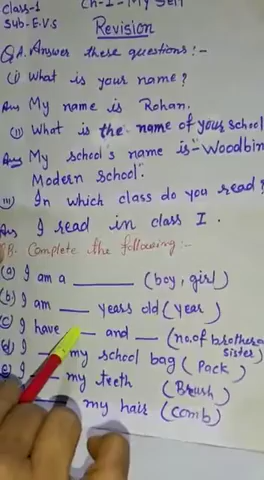 Class-1 Ch-1-My Self
Sub-E.V.S Revision
Q A. Answer these questions:-
(i) What is your name?
Ans My name is Rohan.
(ii) What is the name of your school
Ans My school's name is-"Woodbin
Modern School".
(iii) In which class do you read?
Ans I read in class I.
B- Complete the following:
(a) I am a ______ (boy, girl)
(b) I am ___ years old (year)
(c) I have ___ and ___ (no. of brother
sister)
(d) I ___ my school bag (Pack)
(e) I ___ my teeth (Brush)
___ my hair (comb)